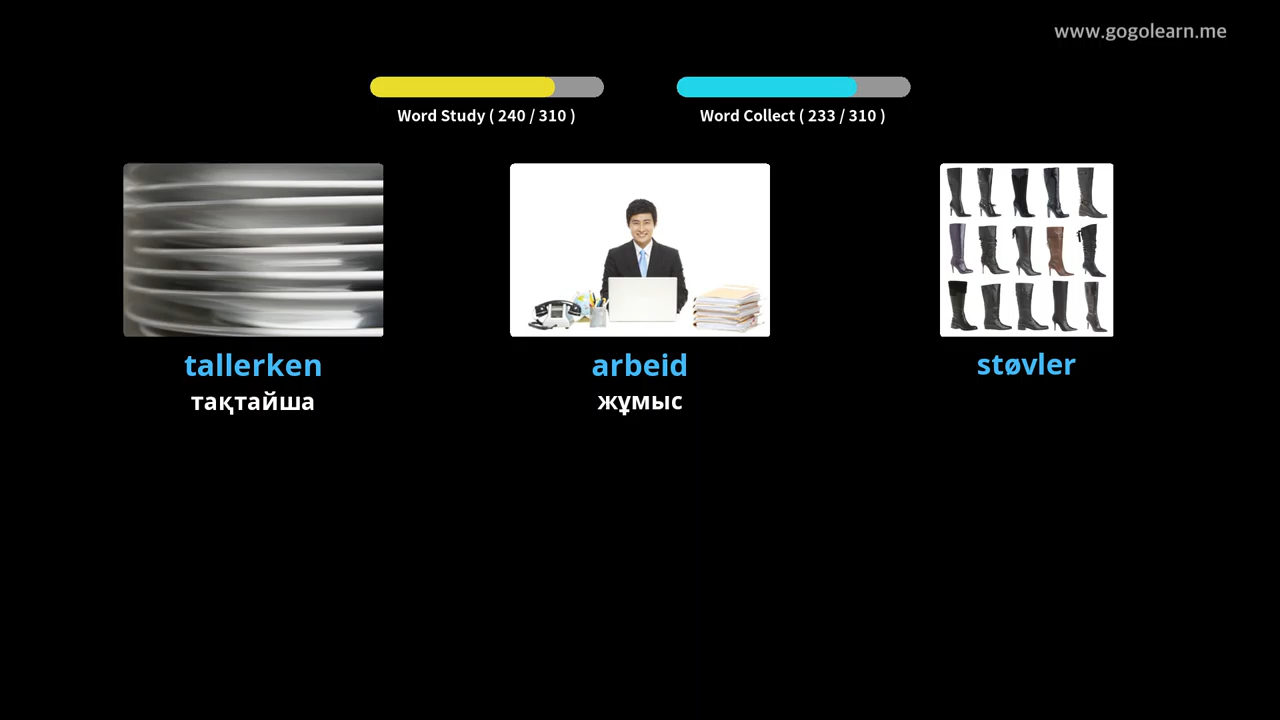 www.gogolearn.me
Word Study ( 240 / 310 )
Word Collect ( 233 / 310 )
tallerken
arbeid
støvler
тақтайша
жұмыс